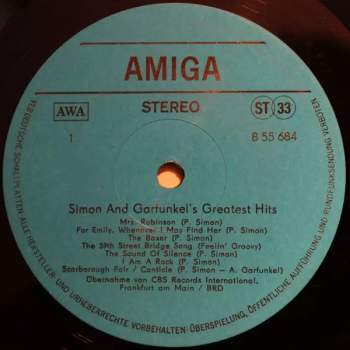 AMIGA
AWA
STEREO
ST 33
1
8 55 684
Simon And Garfunkel's Greatest Hits
Mrs. Robinson (P. Simon)
For Emily, Whenever I May Find Her (P. Simon)
The Boxer (P. Simon)
The 59th Street Bridge Song (Feelin' Groovy)
The Sound Of Silence (P. Simon)
I Am A Rock (P. Simon)
Scarborough Fair / Canticle (P. Simon – A. Garfunkel)
Übernahme von CBS Records International,
Frankfurt am Main / BRD
VEB DEUTSCHE SCHALLPLATTEN ALLE HERSTELLER- UND URHEBERRECHTE VORBEHALTEN · ÜBERSPIELUNG, ÖFFENTLICHE AUFFÜHRUNG UND RUNDFUNKSENDUNG VERBOTEN